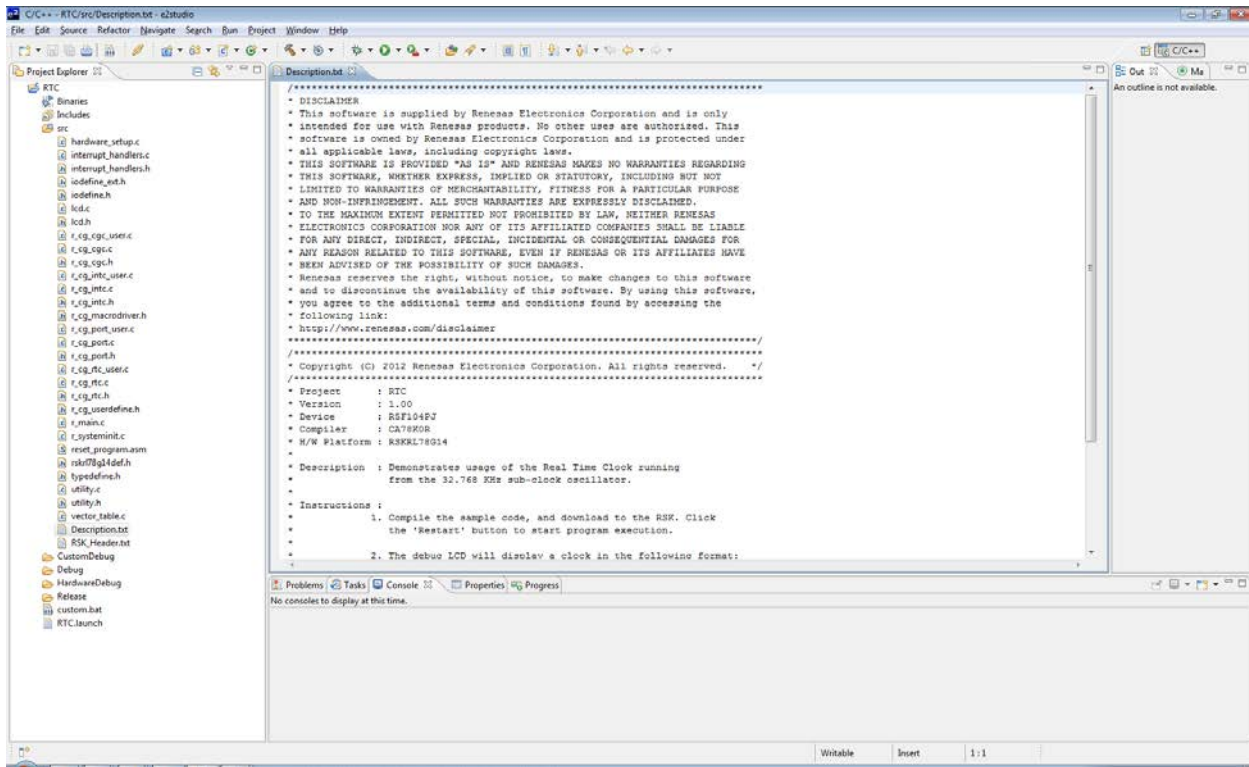 C/C++ - RTC/src/Description.txt - e2studio
File Edit Source Refactor Navigate Search Run Project Window Help
C/C++
Project Explorer
RTC
Binaries
Includes
src
hardware_setup.c
interrupt_handlers.c
interrupt_handlers.h
iodefine_ext.h
iodefine.h
lcd.c
lcd.h
r_cg_cgc_user.c
r_cg_cgc.c
r_cg_cgc.h
r_cg_intc_user.c
r_cg_intc.c
r_cg_intc.h
r_cg_macrodriver.h
r_cg_port_user.c
r_cg_port.c
r_cg_port.h
r_cg_rtc_user.c
r_cg_rtc.c
r_cg_rtc.h
r_cg_userdefine.h
r_main.c
r_systeminit.c
reset_program.asm
rskrl78g14def.h
typedefine.h
utility.c
utility.h
vector_table.c
Description.txt
RSK_Header.txt
CustomDebug
Debug
HardwareDebug
Release
custom.bat
RTC.launch
Description.txt
/*******************************************************************************
* DISCLAIMER
* This software is supplied by Renesas Electronics Corporation and is only
* intended for use with Renesas products. No other uses are authorized. This
* software is owned by Renesas Electronics Corporation and is protected under
* all applicable laws, including copyright laws.
* THIS SOFTWARE IS PROVIDED "AS IS" AND RENESAS MAKES NO WARRANTIES REGARDING
* THIS SOFTWARE, WHETHER EXPRESS, IMPLIED OR STATUTORY, INCLUDING BUT NOT
* LIMITED TO WARRANTIES OF MERCHANTABILITY, FITNESS FOR A PARTICULAR PURPOSE
* AND NON-INFRINGEMENT. ALL SUCH WARRANTIES ARE EXPRESSLY DISCLAIMED.
* TO THE MAXIMUM EXTENT PERMITTED NOT PROHIBITED BY LAW, NEITHER RENESAS
* ELECTRONICS CORPORATION NOR ANY OF ITS AFFILIATED COMPANIES SHALL BE LIABLE
* FOR ANY DIRECT, INDIRECT, SPECIAL, INCIDENTAL OR CONSEQUENTIAL DAMAGES FOR
* ANY REASON RELATED TO THIS SOFTWARE, EVEN IF RENESAS OR ITS AFFILIATES HAVE
* BEEN ADVISED OF THE POSSIBILITY OF SUCH DAMAGES.
* Renesas reserves the right, without notice, to make changes to this software
* and to discontinue the availability of this software. By using this software,
* you agree to the additional terms and conditions found by accessing the
* following link:
* http://www.renesas.com/disclaimer
*******************************************************************************/
/*******************************************************************************
* Copyright (C) 2012 Renesas Electronics Corporation. All rights reserved. */
/*******************************************************************************
* Project : RTC
* Version : 1.00
* Device : R5F104PJ
* Compiler : CA78K0R
* H/W Platform : RSKRL78G14
*
* Description : Demonstrates usage of the Real Time Clock running
* from the 32.768 KHz sub-clock oscillator.
*
* Instructions :
* 1. Compile the sample code, and download to the RSK. Click
* the 'Restart' button to start program execution.
*
* 2. The debug LCD will display a clock in the following format:
Out Ma
An outline is not available.
Problems Tasks Console Properties Progress
No consoles to display at this time.
Writable Insert 1 : 1